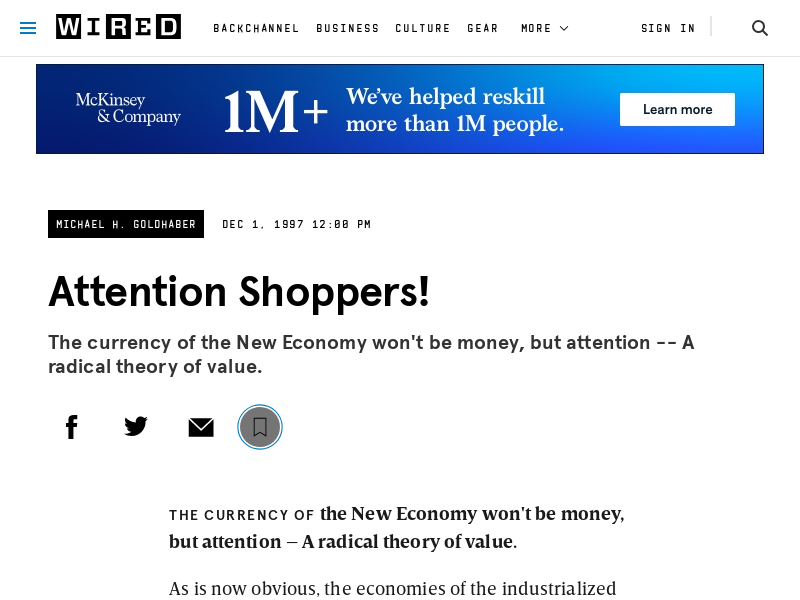 WIRED BACKCHANNEL BUSINESS CULTURE GEAR MORE SIGN IN
McKinsey
& Company
1M+
We've helped reskill
more than 1M people.
Learn more
MICHAEL H. GOLDHABER DEC 1, 1997 12:00 PM
Attention Shoppers!
The currency of the New Economy won't be money, but attention -- A
radical theory of value.
THE CURRENCY OF the New Economy won't be money,
but attention – A radical theory of value.
As is now obvious, the economies of the industrialized